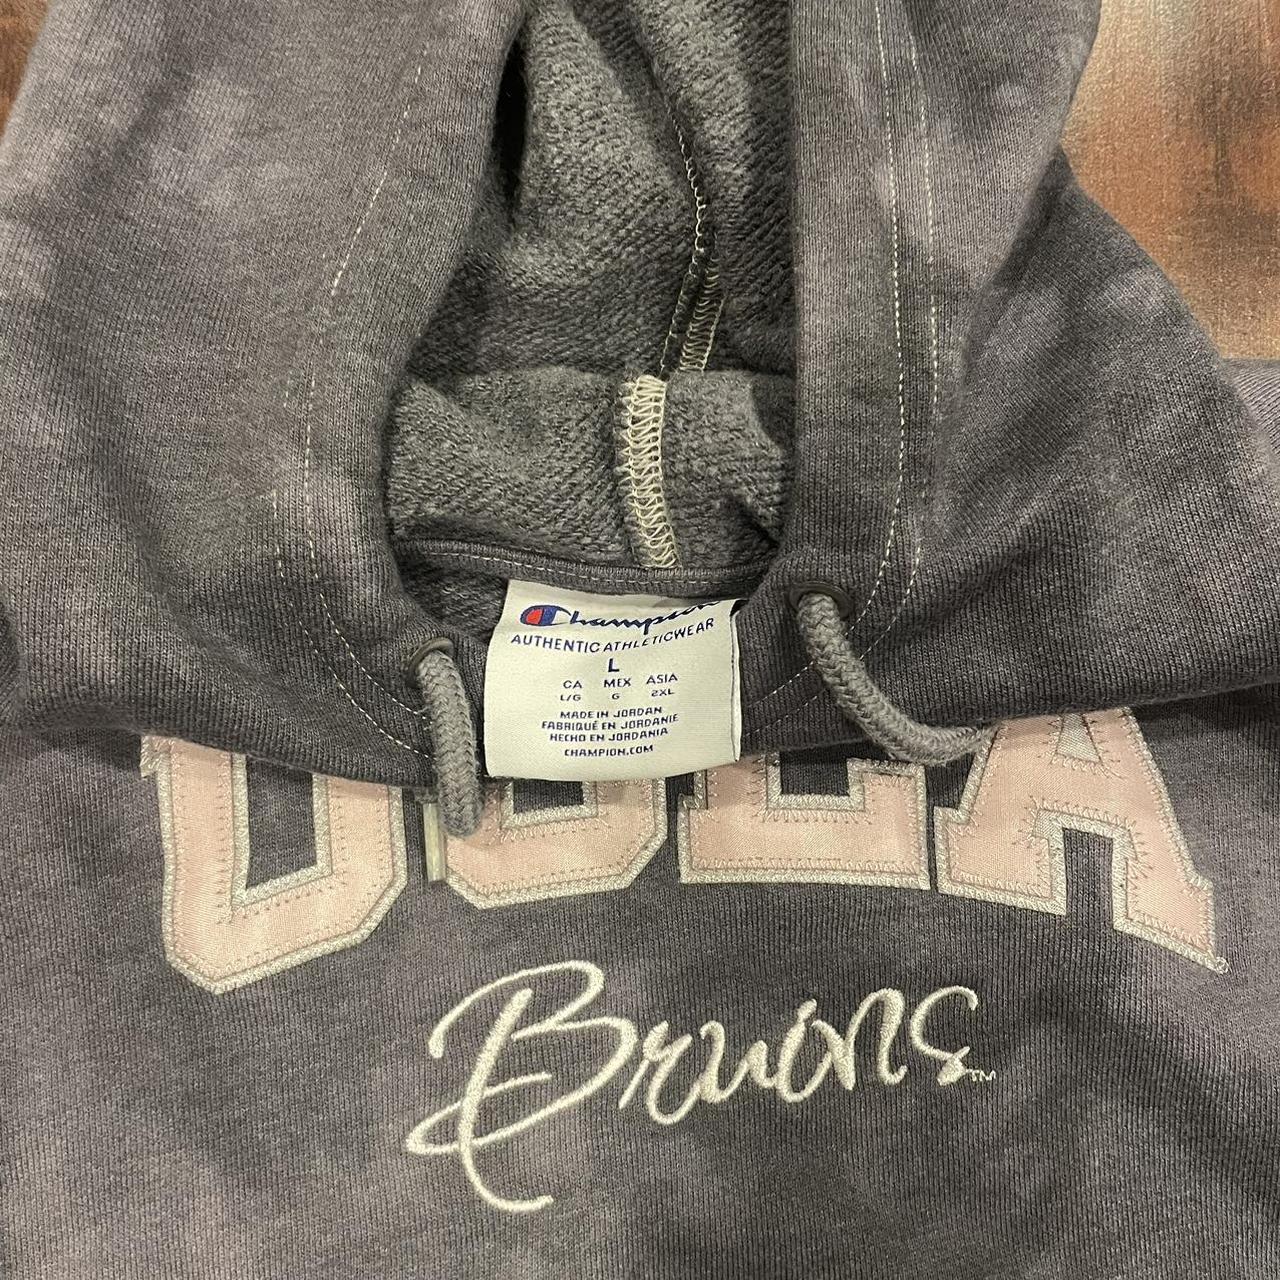 Champion
AUTHENTIC ATHLETICWEAR
L
CA MEX ASIA
L/G G 2XL
MADE IN JORDAN
FABRIQUÉ EN JORDANIE
HECHO EN JORDANIA
CHAMPION.COM
UCLA
Bruins™